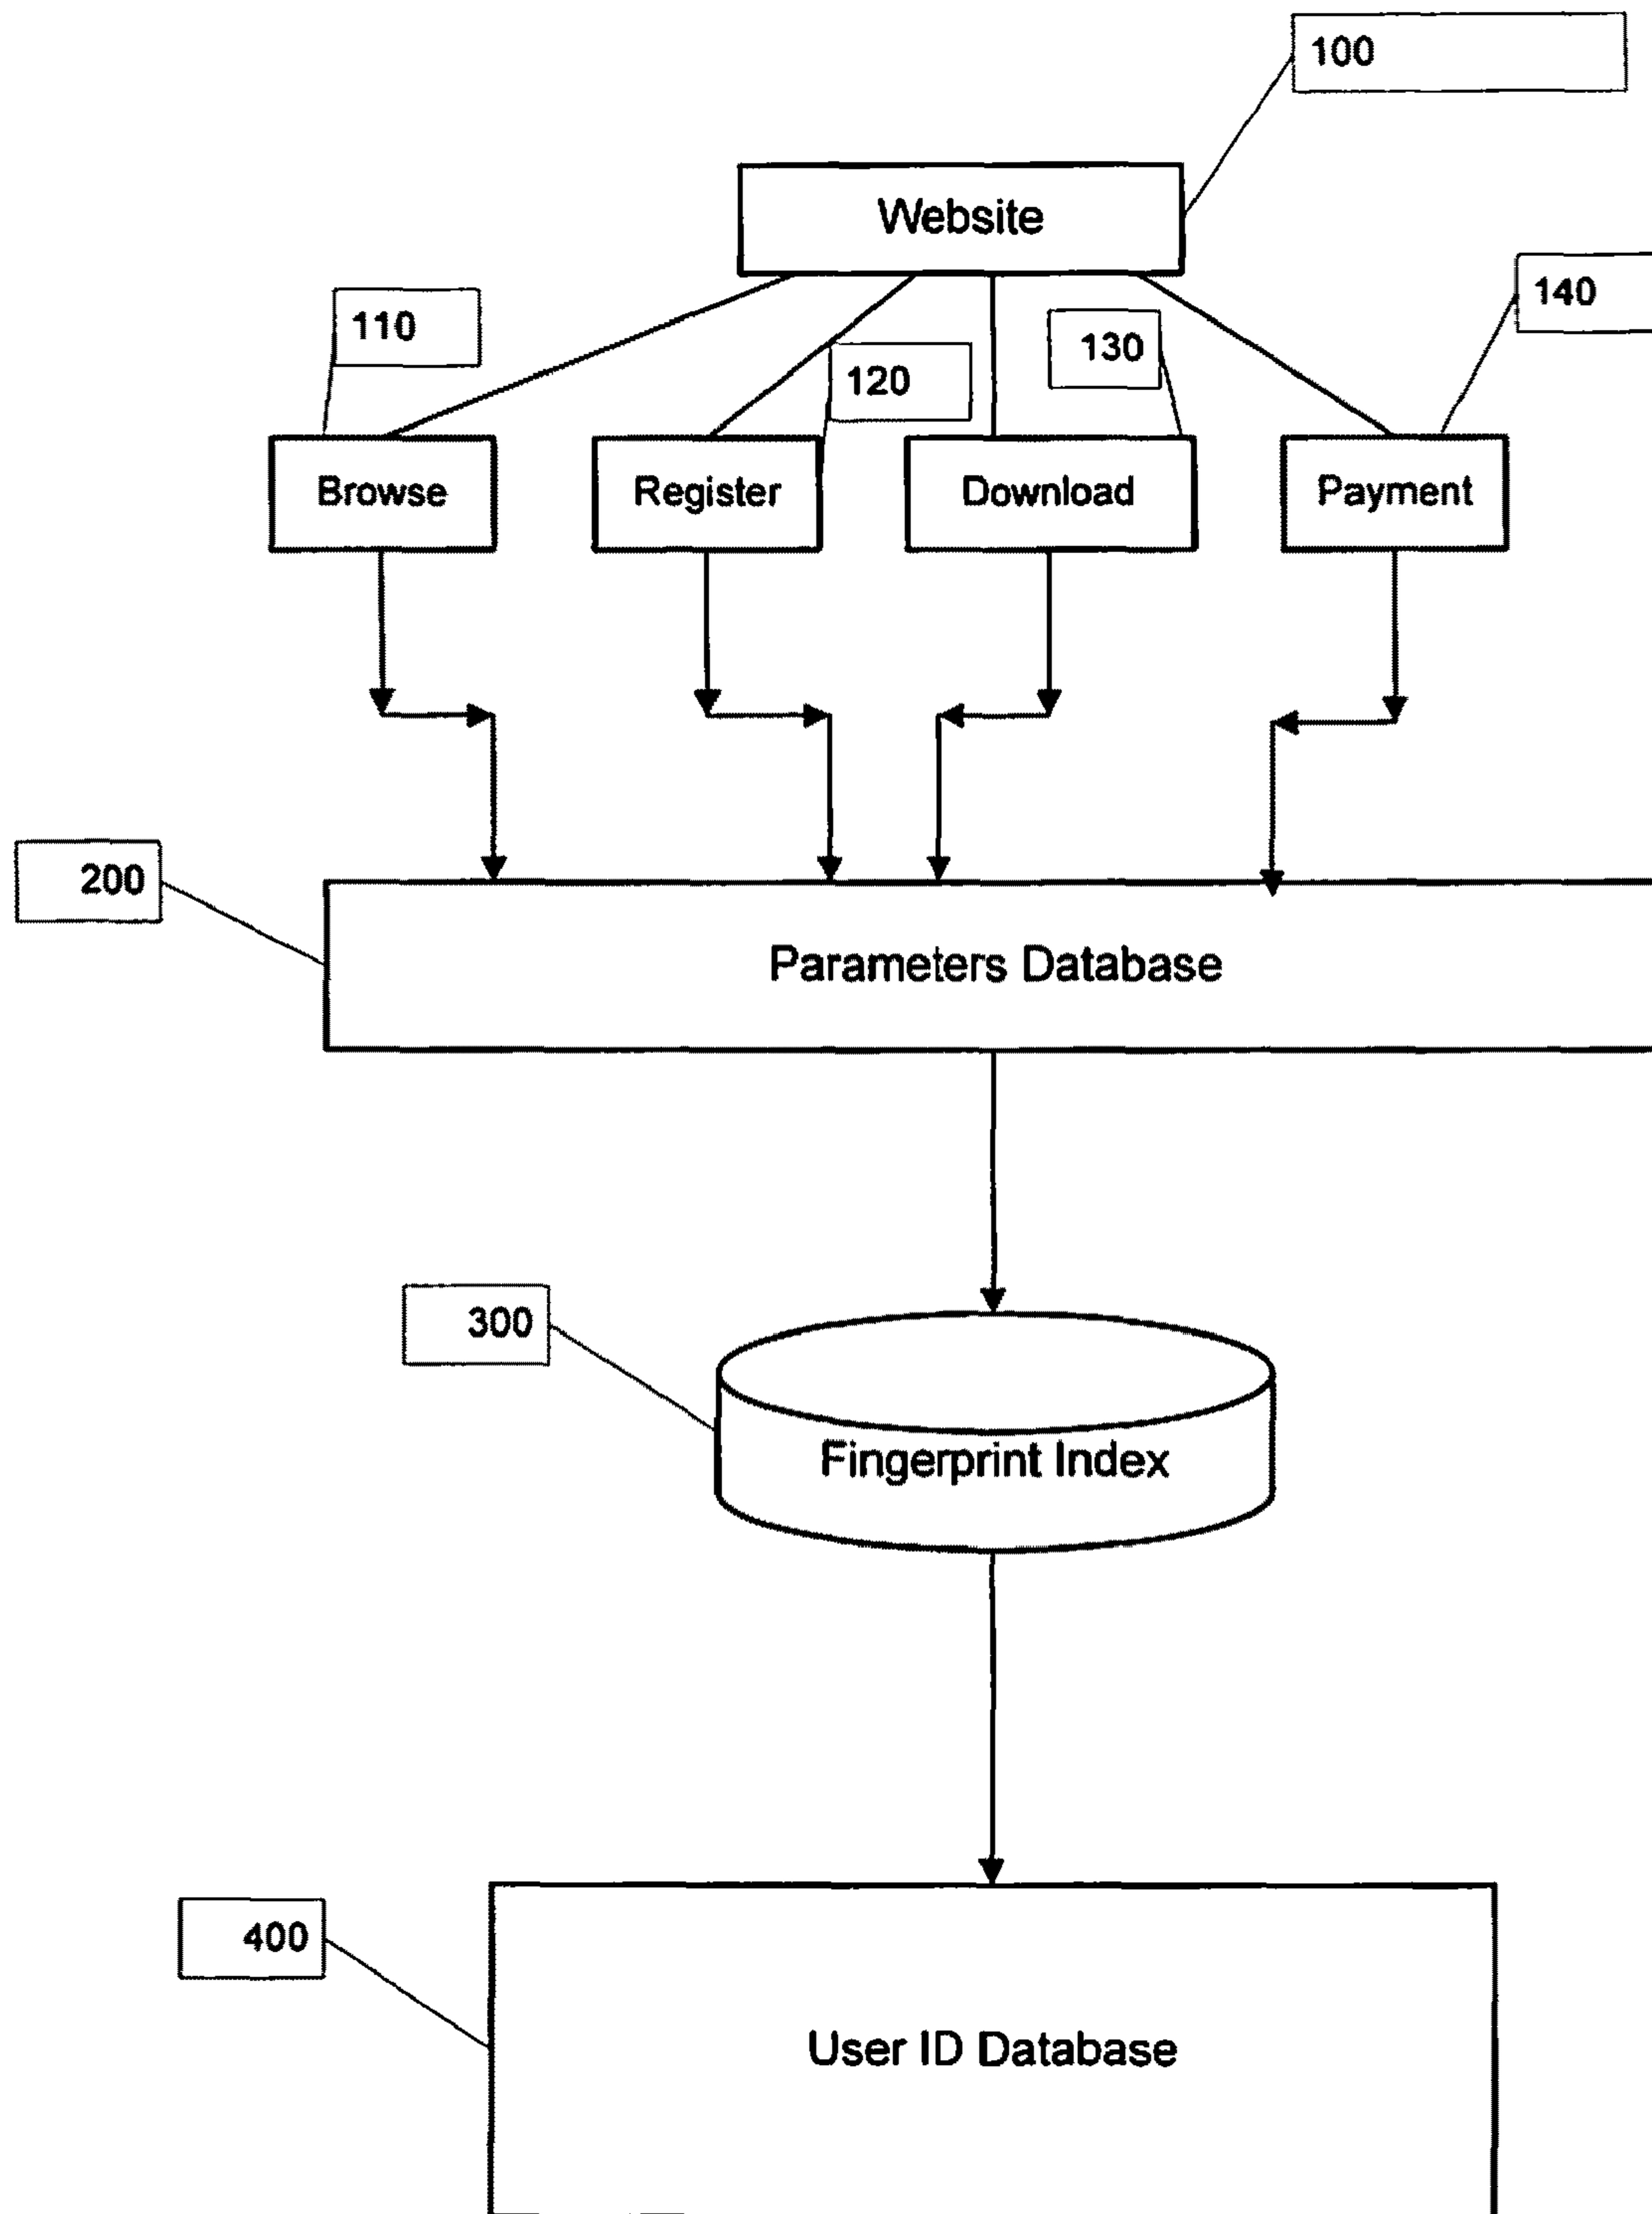 100
Website
140
110
130
120
Browse
Register
Download
Payment
200
Parameters Database
300
Fingerprint Index
400
User ID Database